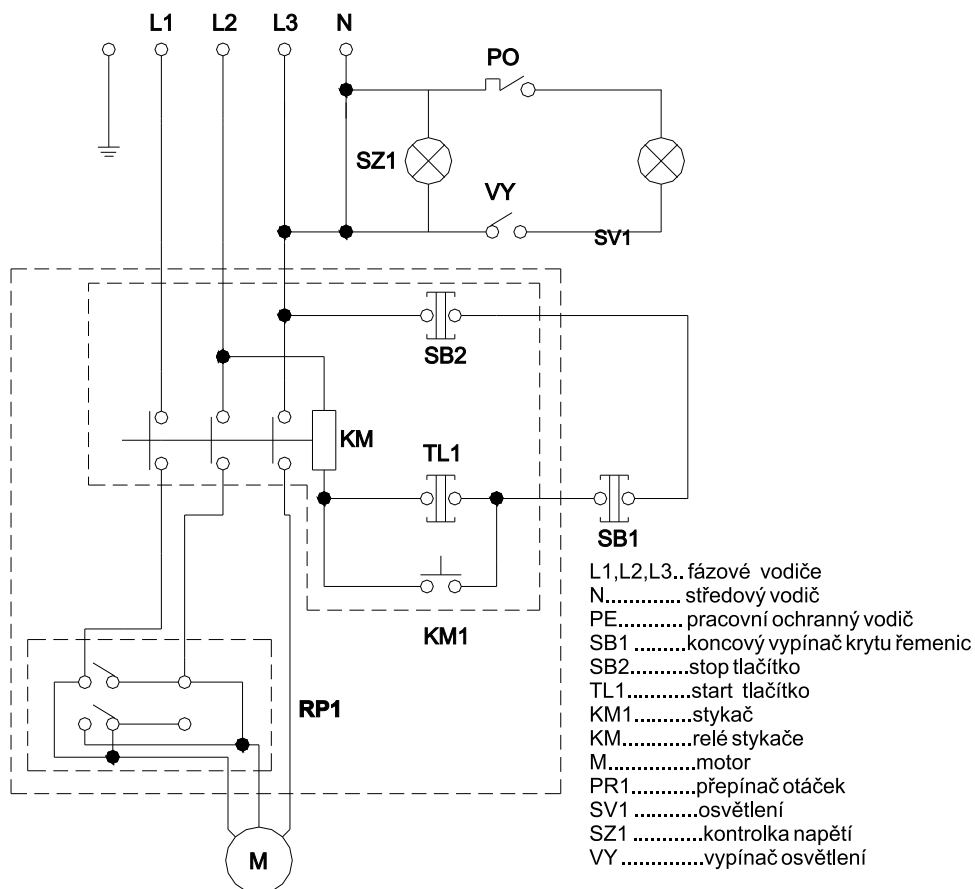 L1 L2 L3 N
PO
SZ1
VY
SV1
SB2
KM
TL1
SB1
KM1
RP1
M
L1,L2,L3.. fázové vodiče
N............ středový vodič
PE........... pracovní ochranný vodič
SB1 .........koncový vypínač krytu řemenic
SB2..........stop tlačítko
TL1...........start tlačítko
KM1..........stykač
KM............relé stykače
M..............motor
PR1...........přepínač otáček
SV1 ...........osvětlení
SZ1 ............kontrolka napětí
VY ..............vypínač osvětlení